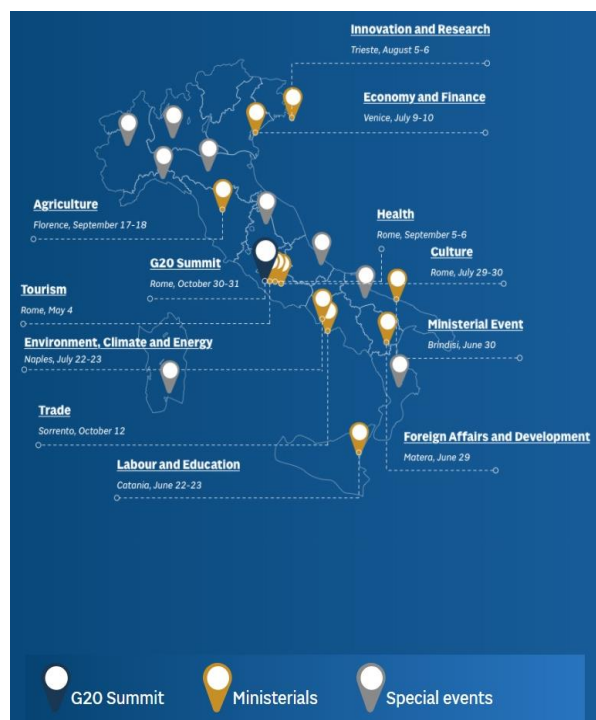 Innovation and Research
Trieste, August 5-6
Economy and Finance
Venice, July 9-10
Agriculture
Florence, September 17-18
Health
Rome, September 5-6
G20 Summit
Rome, October 30-31
Culture
Rome, July 29-30
Tourism
Rome, May 4
Environment, Climate and Energy
Naples, July 22-23
Ministerial Event
Brindisi, June 30
Trade
Sorrento, October 12
Foreign Affairs and Development
Matera, June 29
Labour and Education
Catania, June 22-23
G20 Summit
Ministerials
Special events